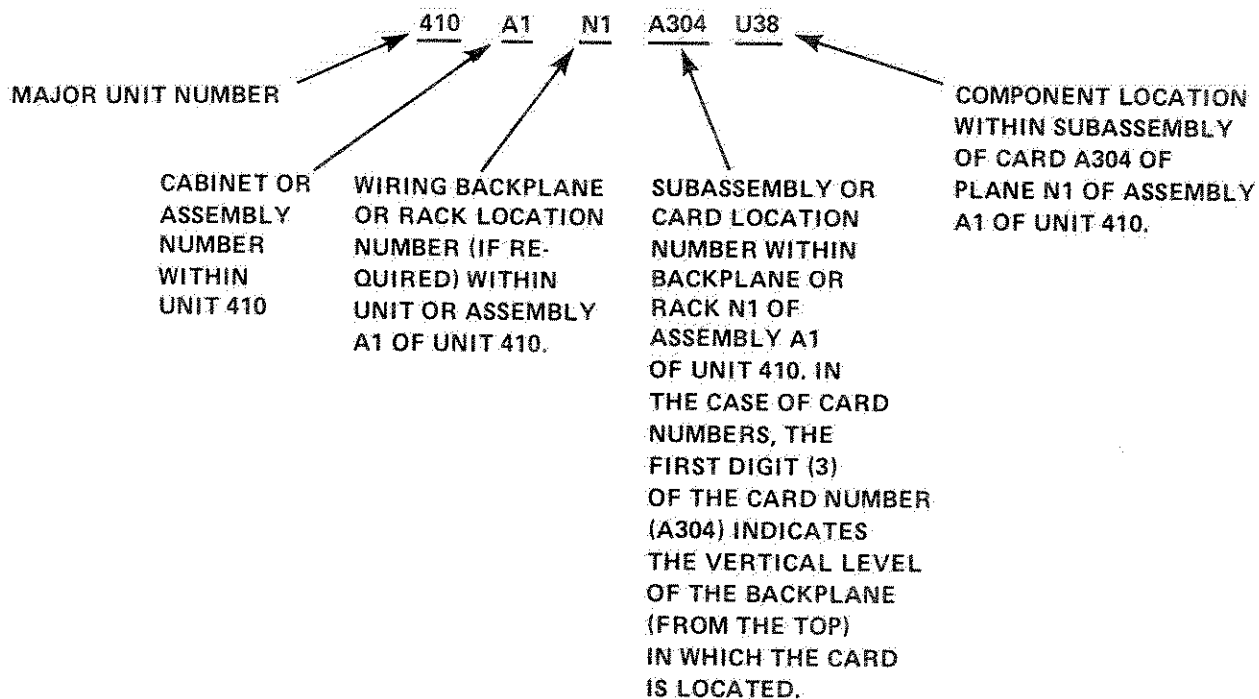 410 A1 N1 A304 U38
MAJOR UNIT NUMBER
CABINET OR
ASSEMBLY
NUMBER
WITHIN
UNIT 410
WIRING BACKPLANE
OR RACK LOCATION
NUMBER (IF RE-
QUIRED) WITHIN
UNIT OR ASSEMBLY
A1 OF UNIT 410.
SUBASSEMBLY OR
CARD LOCATION
NUMBER WITHIN
BACKPLANE OR
RACK N1 OF
ASSEMBLY A1
OF UNIT 410. IN
THE CASE OF CARD
NUMBERS, THE
FIRST DIGIT (3)
OF THE CARD NUMBER
(A304) INDICATES
THE VERTICAL LEVEL
OF THE BACKPLANE
(FROM THE TOP)
IN WHICH THE CARD
IS LOCATED.
COMPONENT LOCATION
WITHIN SUBASSEMBLY
OF CARD A304 OF
PLANE N1 OF ASSEMBLY
A1 OF UNIT 410.